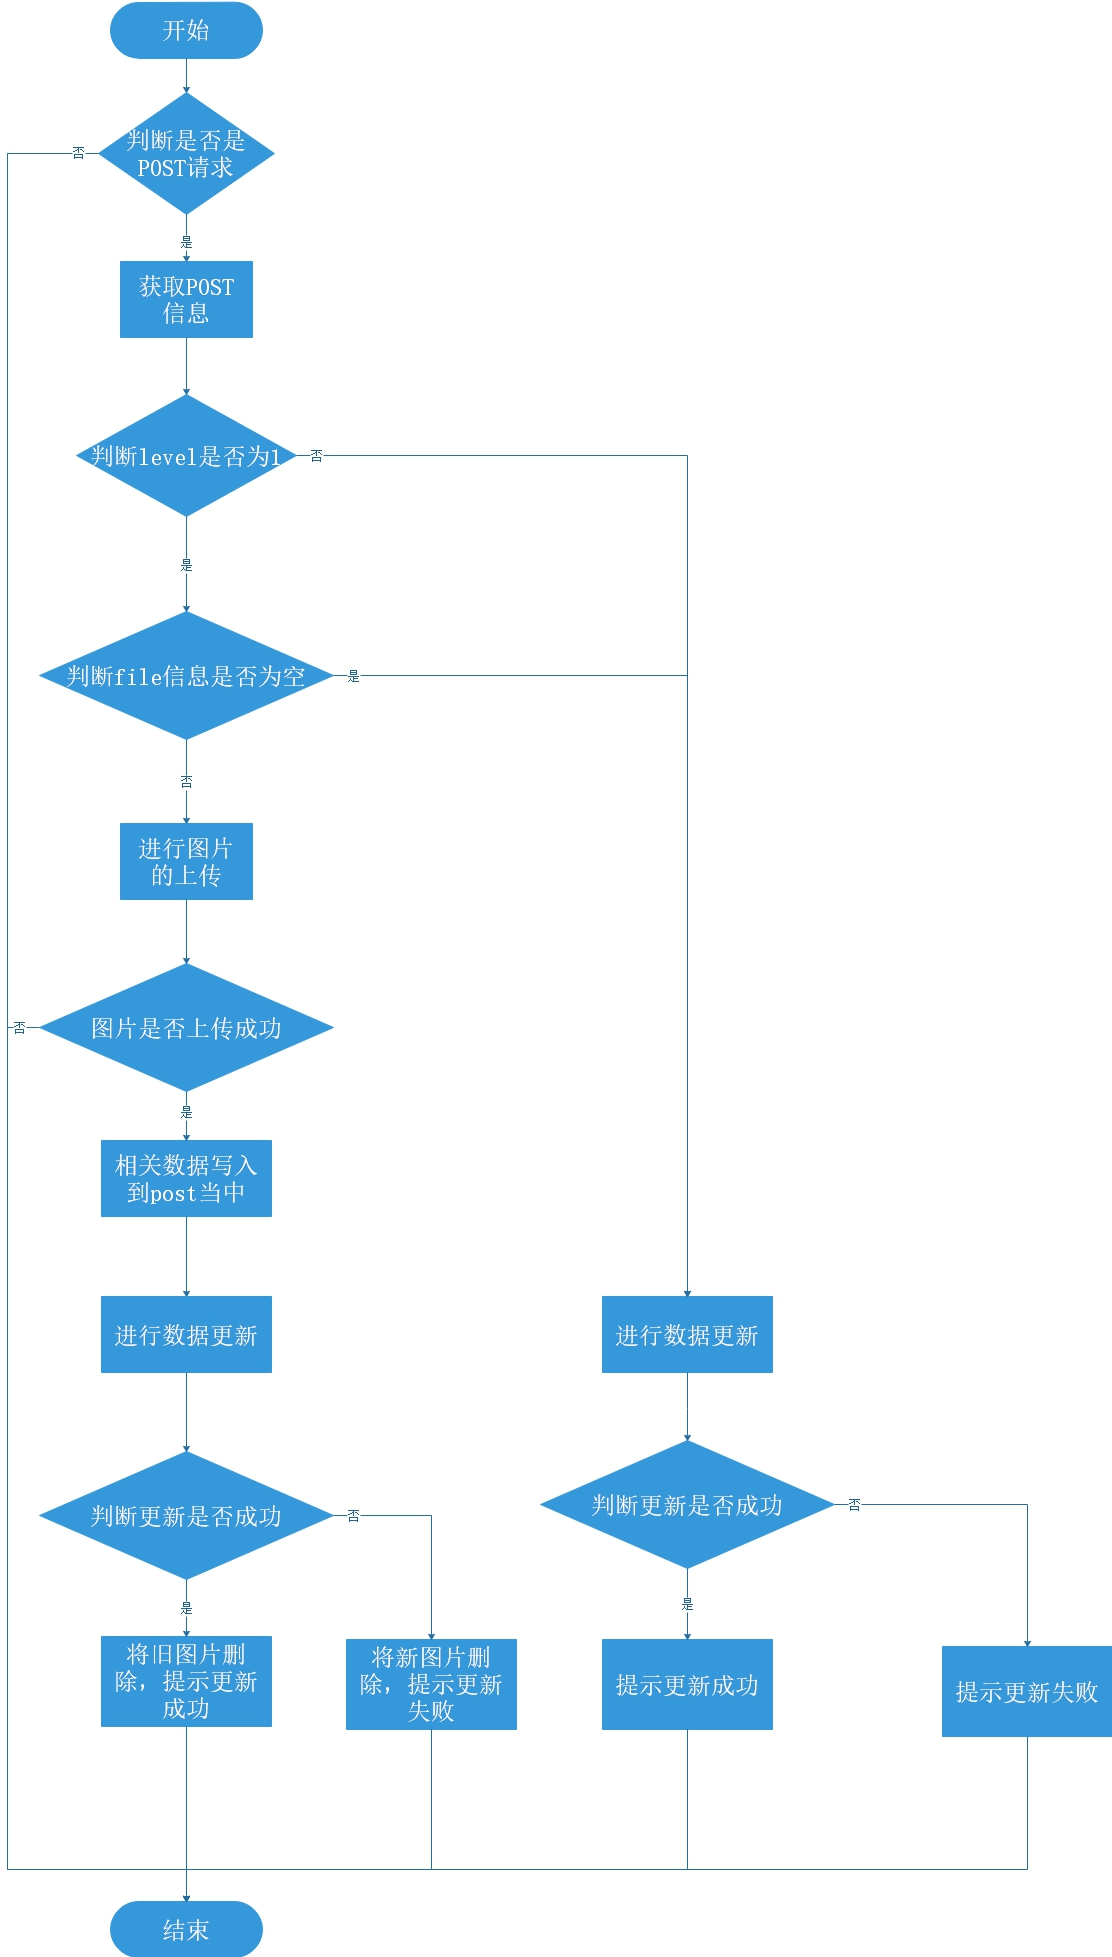 开始
判断是否是
POST请求
否
是
获取POST
信息
判断level是否为1
否
是
判断file信息是否为空
是
否
进行图片
的上传
图片是否上传成功
否
是
相关数据写入
到post当中
进行数据更新
进行数据更新
判断更新是否成功
否
判断更新是否成功
否
是
是
将旧图片删
除，提示更新
成功
将新图片删
除，提示更新
失败
提示更新成功
提示更新失败
结束